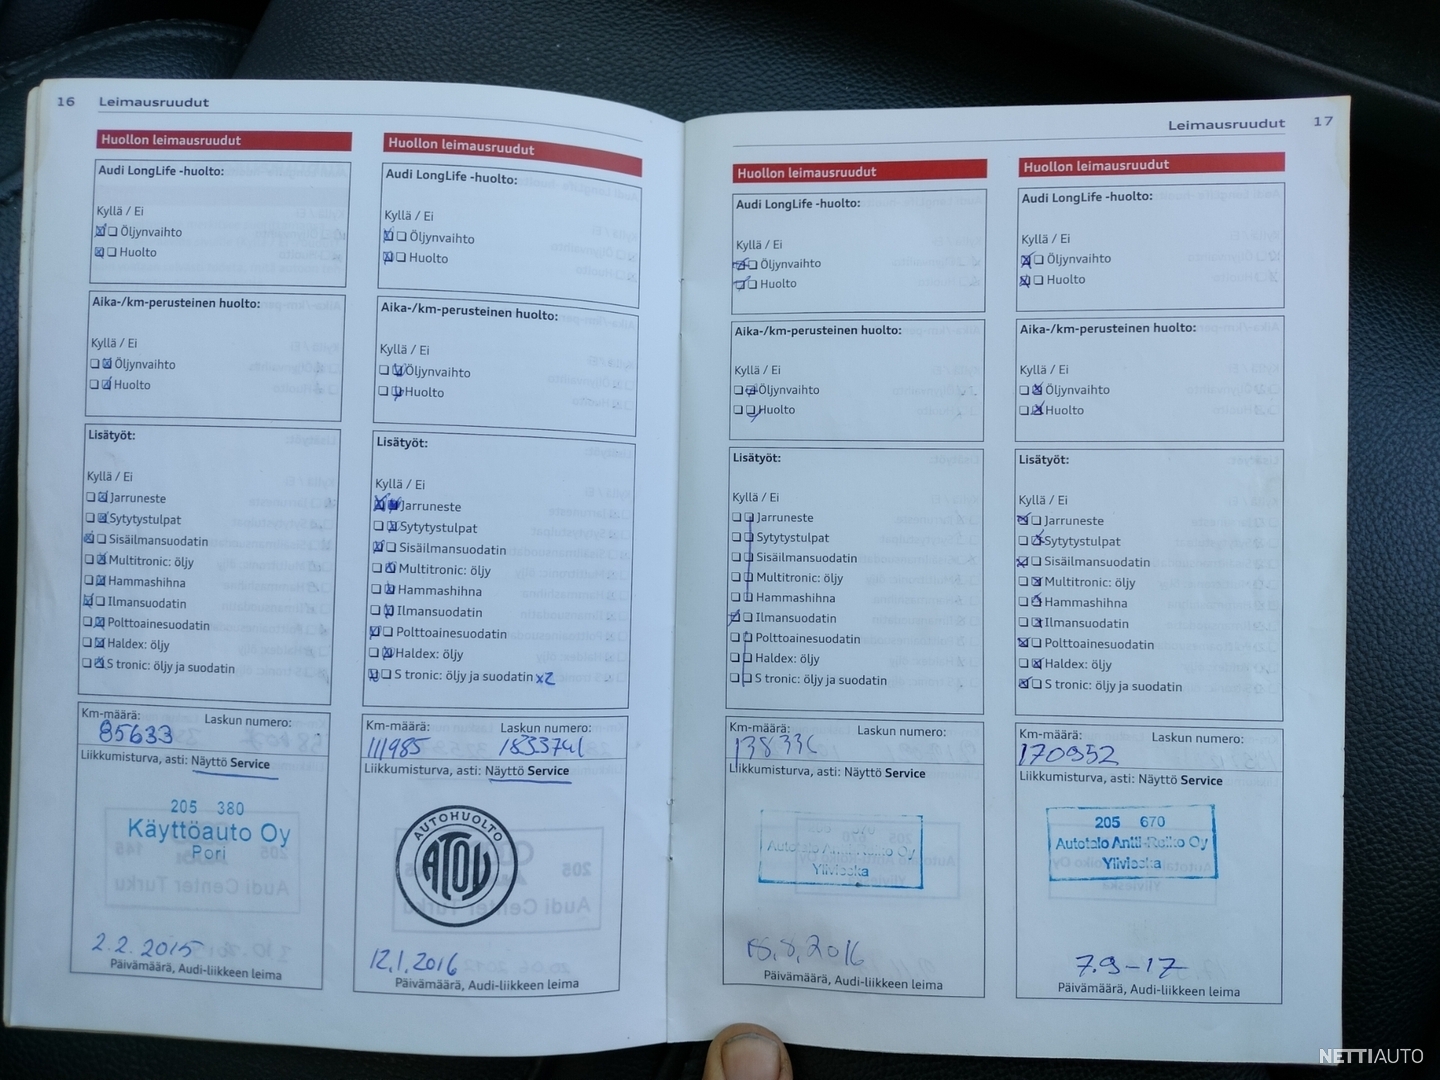 16 Leimausruudut
Huollon leimausruudut
Audi LongLife -huolto:
Kyllä / Ei
Öljynvaihto
Huolto
Aika-/km-perusteinen huolto:
Kyllä / Ei
Öljynvaihto
Huolto
Lisätyöt:
Kyllä / Ei
Jarruneste
Sytytystulpat
Sisäilmansuodatin
Multitronic: öljy
Hammashihna
Ilmansuodatin
Polttoainesuodatin
Haldex: öljy
S tronic: öljy ja suodatin
Km-määrä: Laskun numero:
85633
Liikkumisturva, asti: Näyttö Service
205 380
Käyttöauto Oy
Pori
2.2.2015
Päivämäärä, Audi-liikkeen leima
Huollon leimausruudut
Audi LongLife -huolto:
Kyllä / Ei
Öljynvaihto
Huolto
Aika-/km-perusteinen huolto:
Kyllä / Ei
Öljynvaihto
Huolto
Lisätyöt:
Kyllä / Ei
Jarruneste
Sytytystulpat
Sisäilmansuodatin
Multitronic: öljy
Hammashihna
Ilmansuodatin
Polttoainesuodatin
Haldex: öljy
S tronic: öljy ja suodatin x2
Km-määrä: Laskun numero:
111985 1833741
Liikkumisturva, asti: Näyttö Service
AUTOHUOLTO
ATOY
12.1.2016
Päivämäärä, Audi-liikkeen leima
Leimausruudut 17
Huollon leimausruudut
Audi LongLife -huolto:
Kyllä / Ei
Öljynvaihto
Huolto
Aika-/km-perusteinen huolto:
Kyllä / Ei
Öljynvaihto
Huolto
Lisätyöt:
Kyllä / Ei
Jarruneste
Sytytystulpat
Sisäilmansuodatin
Multitronic: öljy
Hammashihna
Ilmansuodatin
Polttoainesuodatin
Haldex: öljy
S tronic: öljy ja suodatin
Km-määrä: Laskun numero:
138336
Liikkumisturva, asti: Näyttö Service
Autotalo Antti-Roiko Oy
Ylivieska
Päivämäärä, Audi-liikkeen leima
Huollon leimausruudut
Audi LongLife -huolto:
Kyllä / Ei
Öljynvaihto
Huolto
Aika-/km-perusteinen huolto:
Kyllä / Ei
Öljynvaihto
Huolto
Lisätyöt:
Kyllä / Ei
Jarruneste
Sytytystulpat
Sisäilmansuodatin
Multitronic: öljy
Hammashihna
Ilmansuodatin
Polttoainesuodatin
Haldex: öljy
S tronic: öljy ja suodatin
Km-määrä: Laskun numero:
170952
Liikkumisturva, asti: Näyttö Service
205 670
Autotalo Antti-Roiko Oy
Ylivieska
7.9-17
Päivämäärä, Audi-liikkeen leima
NETTIAUTO